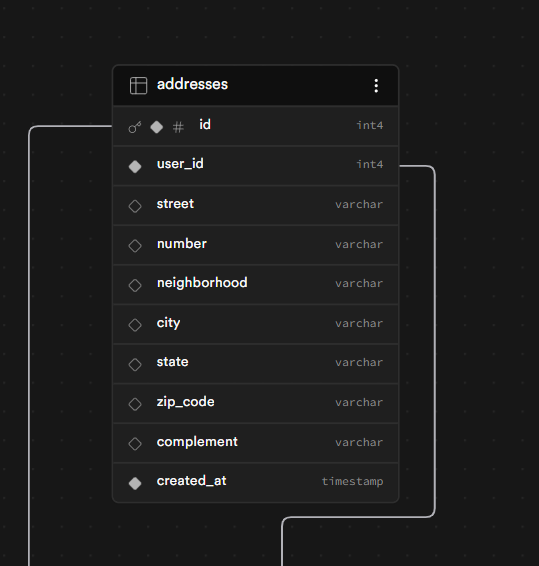 addresses
# id int4
user_id int4
street varchar
number varchar
neighborhood varchar
city varchar
state varchar
zip_code varchar
complement varchar
created_at timestamp